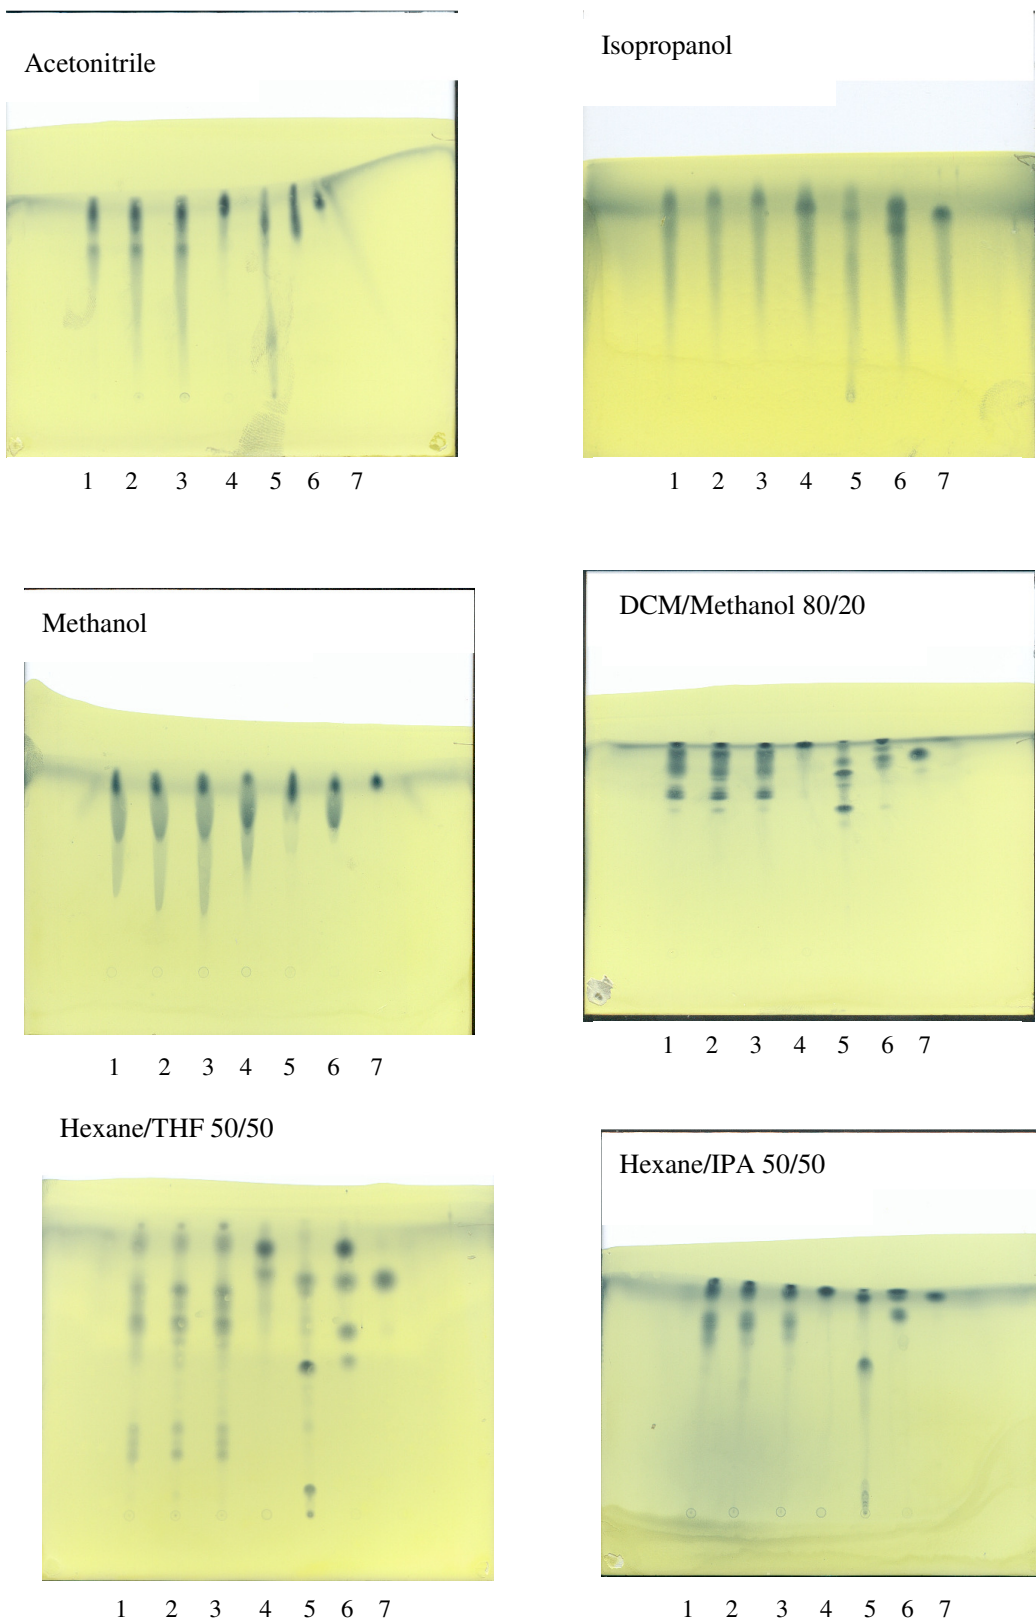 Acetonitrile
Isopropanol
1 2 3 4 5 6 7
1 2 3 4 5 6 7
Methanol
DCM/Methanol 80/20
1 2 3 4 5 6 7
1 2 3 4 5 6 7
Hexane/THF 50/50
Hexane/IPA 50/50
1 2 3 4 5 6 7
1 2 3 4 5 6 7